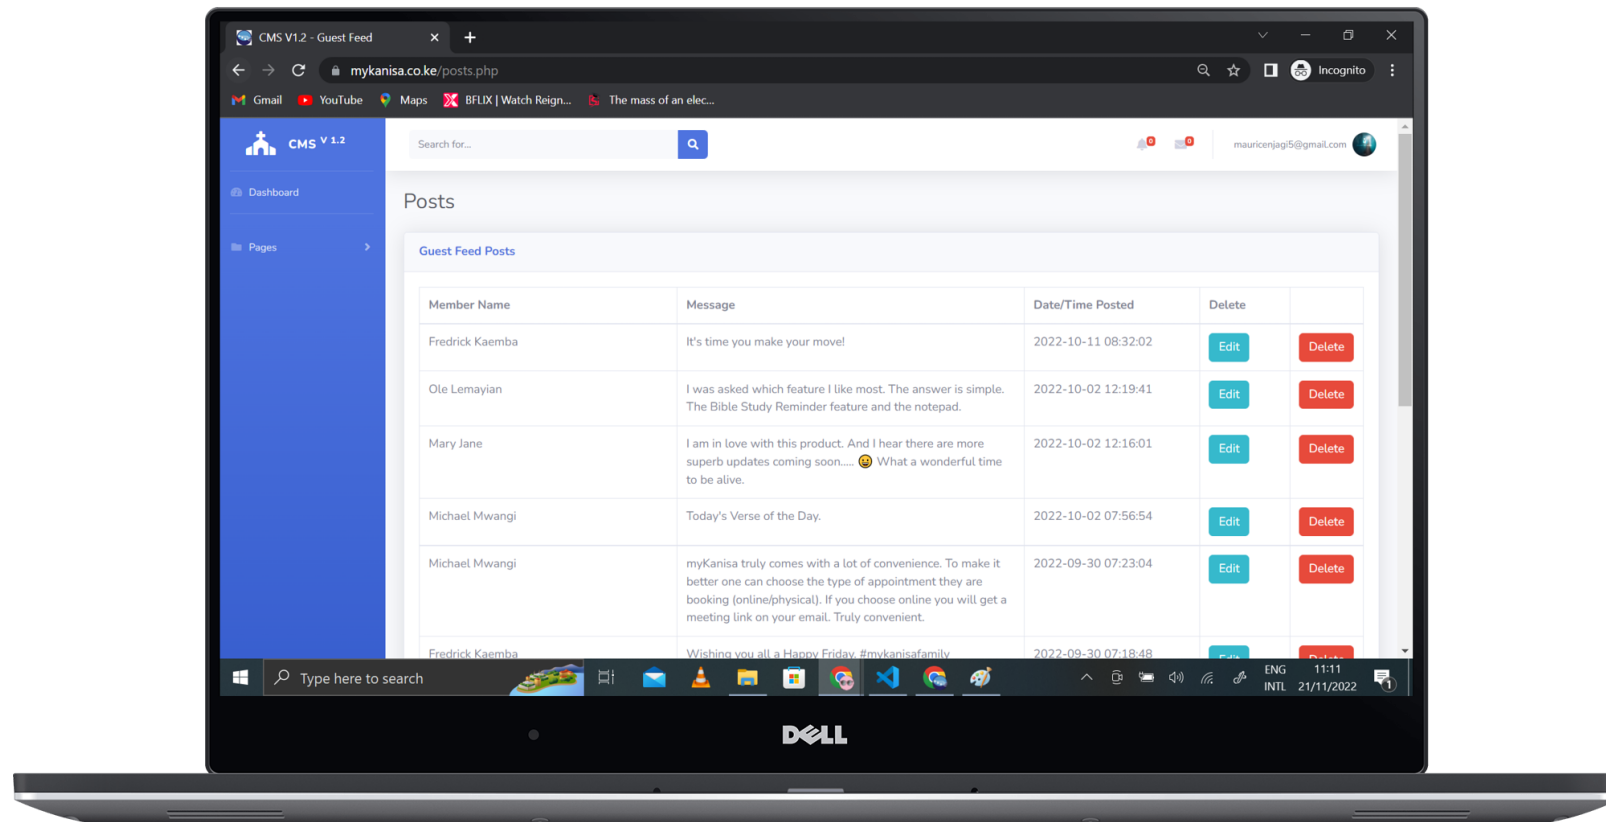 CMS V1.2 - Guest Feed
mykanisa.co.ke/posts.php
Incognito
Gmail
YouTube
Maps
BFLIX | Watch Reign...
The mass of an elec...
CMS V 1.2
Search for...
0
0
mauricenjagi5@gmail.com
Dashboard
Pages
Posts
Guest Feed Posts
Member Name Message Date/Time Posted Delete
Fredrick Kaemba It's time you make your move! 2022-10-11 08:32:02 Edit Delete
Ole Lemayian I was asked which feature I like most. The answer is simple. 2022-10-02 12:19:41 Edit Delete
The Bible Study Reminder feature and the notepad.
Mary Jane I am in love with this product. And I hear there are more 2022-10-02 12:16:01 Edit Delete
superb updates coming soon..... 😀 What a wonderful time
to be alive.
Michael Mwangi Today's Verse of the Day. 2022-10-02 07:56:54 Edit Delete
Michael Mwangi myKanisa truly comes with a lot of convenience. To make it 2022-09-30 07:23:04 Edit Delete
better one can choose the type of appointment they are
booking (online/physical). If you choose online you will get a
meeting link on your email. Truly convenient.
Fredrick Kaemba Wishing you all a Happy Friday. #mykanisafamily 2022-09-30 07:18:48 Edit Delete
Type here to search
ENG
INTL
11:11
21/11/2022
1
DELL